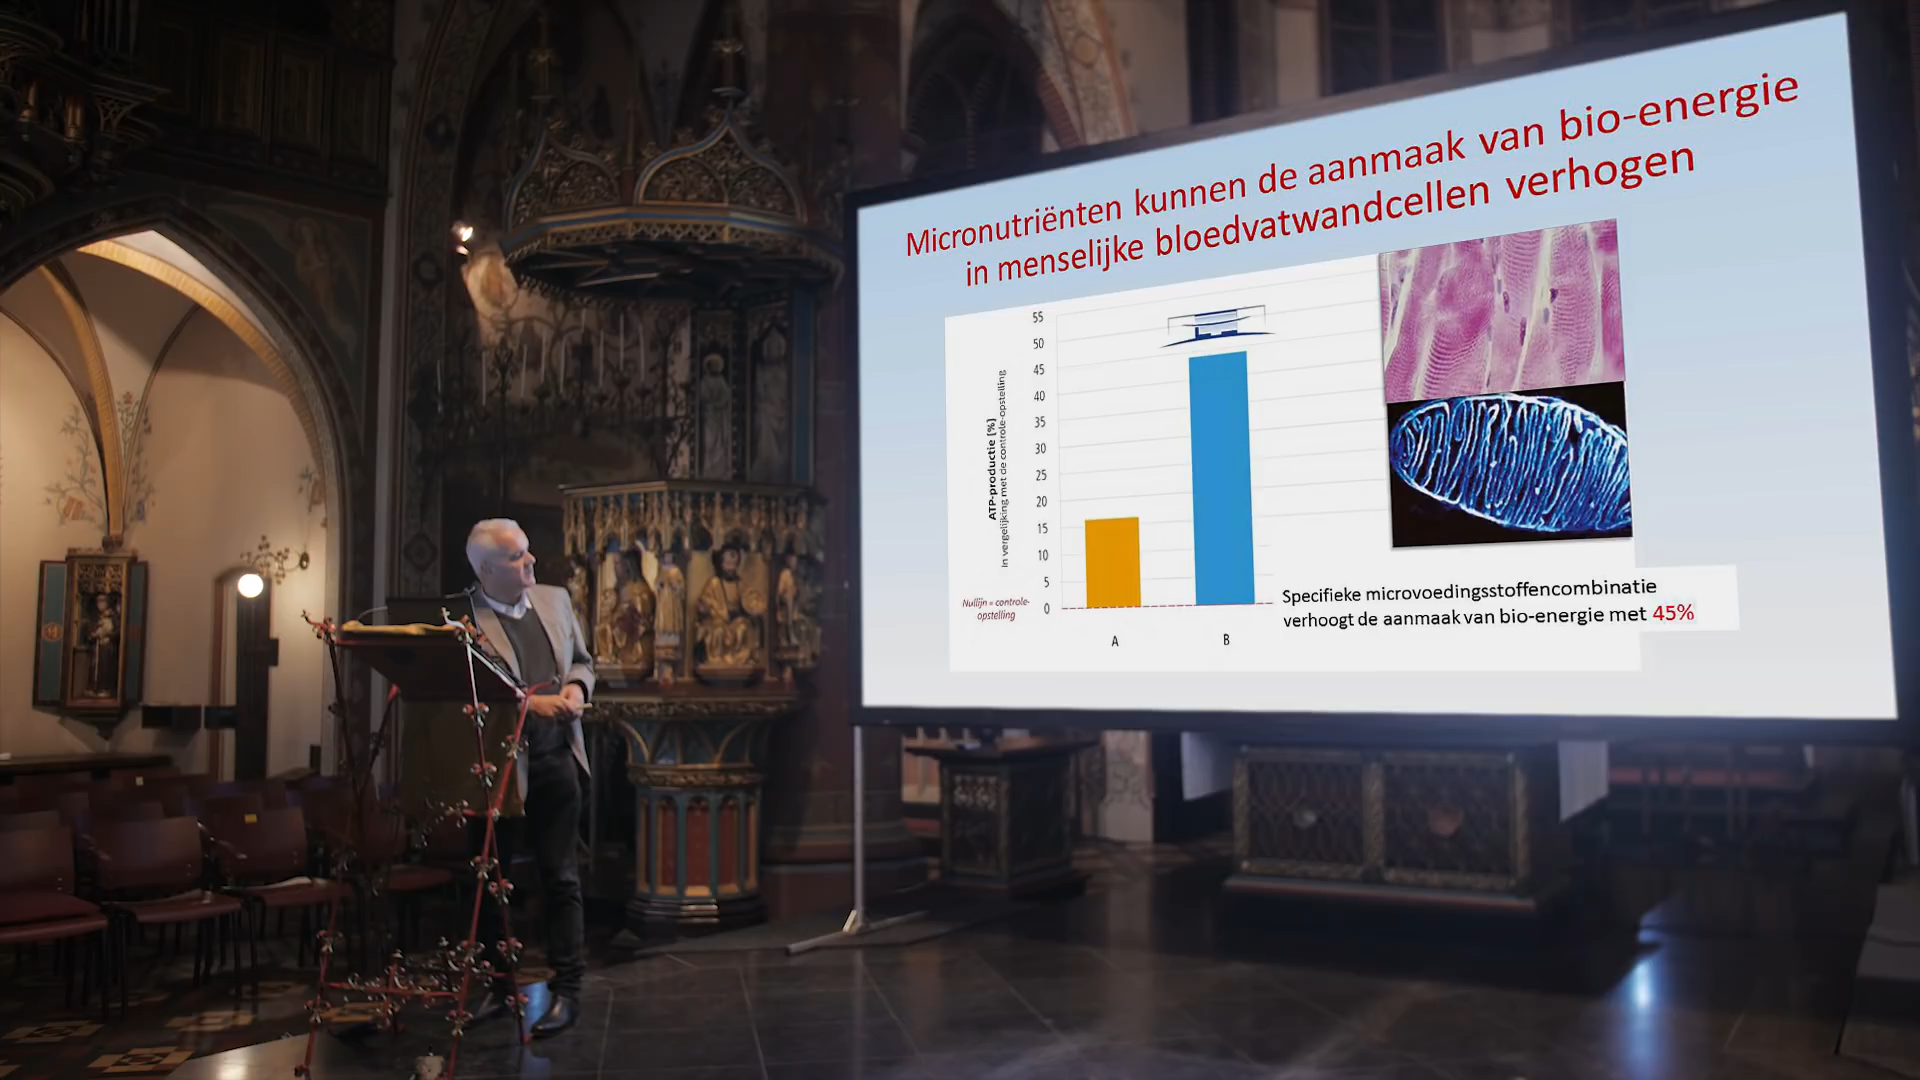 Micronutriënten kunnen de aanmaak van bio-energie
in menselijke bloedvatwandcellen verhogen
55
50
45
40
35
30
25
20
15
10
5
0
ATP-productie [%]
In vergelijking met de controle-opstelling
Nullijn = controle-
opstelling
A
B
Specifieke microvoedingsstoffencombinatie
verhoogt de aanmaak van bio-energie met 45%